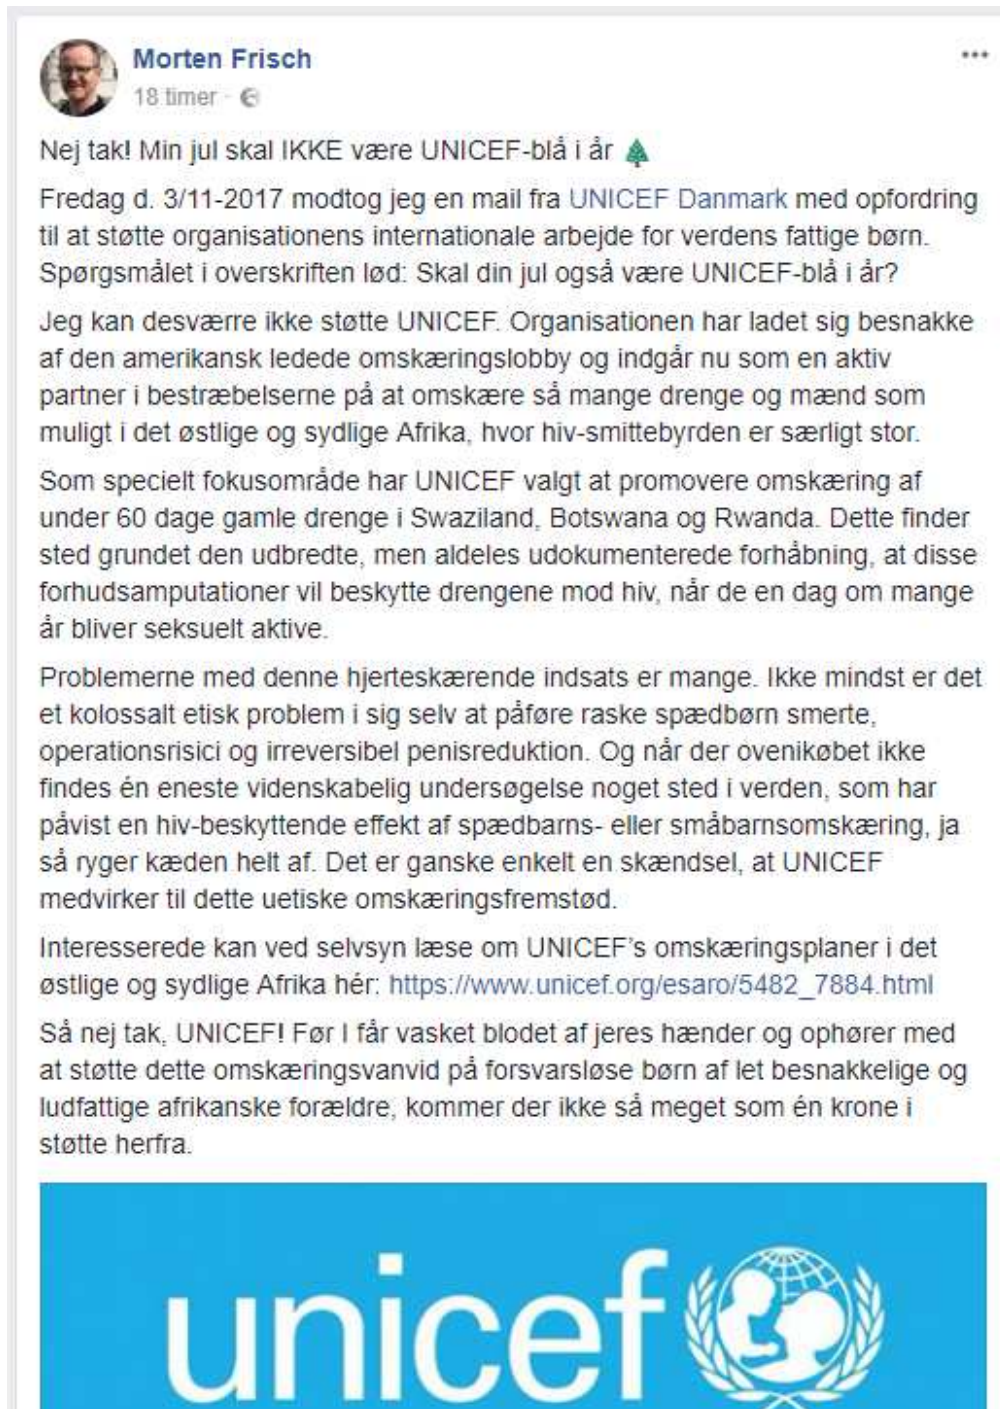 Morten Frisch
18 timer
Nej tak! Min jul skal IKKE være UNICEF-blå i år
Fredag d. 3/11-2017 modtog jeg en mail fra UNICEF Danmark med opfordring
til at støtte organisationens internationale arbejde for verdens fattige børn.
Spørgsmålet i overskriften lød: Skal din jul også være UNICEF-blå i år?
Jeg kan desværre ikke støtte UNICEF. Organisationen har ladet sig besnakke
af den amerikansk ledede omskæringslobby og indgår nu som en aktiv
partner i bestræbelserne på at omskære så mange drenge og mænd som
muligt i det østlige og sydlige Afrika, hvor hiv-smittebyrden er særligt stor.
Som specielt fokusområde har UNICEF valgt at promovere omskæring af
under 60 dage gamle drenge i Swaziland, Botswana og Rwanda. Dette finder
sted grundet den udbredte, men aldeles udokumenterede forhåbning, at disse
forhudsamputationer vil beskytte drengene mod hiv, når de en dag om mange
år bliver seksuelt aktive.
Problemerne med denne hjerteskærende indsats er mange. Ikke mindst er det
et kolossalt etisk problem i sig selv at påføre raske spædbørn smerte,
operationsrisici og irreversibel penisreduktion. Og når der ovenikøbet ikke
findes én eneste videnskabelig undersøgelse noget sted i verden, som har
påvist en hiv-beskyttende effekt af spædbarns- eller småbarnsomskæring, ja
så ryger kæden helt af. Det er ganske enkelt en skændsel, at UNICEF
medvirker til dette uetiske omskæringsfremstød.
Interesserede kan ved selvsyn læse om UNICEF's omskæringsplaner i det
østlige og sydlige Afrika hér: https://www.unicef.org/esaro/5482_7884.html
Så nej tak, UNICEF! Før I får vasket blodet af jeres hænder og ophører med
at støtte dette omskæringsvanvid på forsvarsløse børn af let besnakkelige og
ludfattige afrikanske forældre, kommer der ikke så meget som én krone i
støtte herfra.
unicef